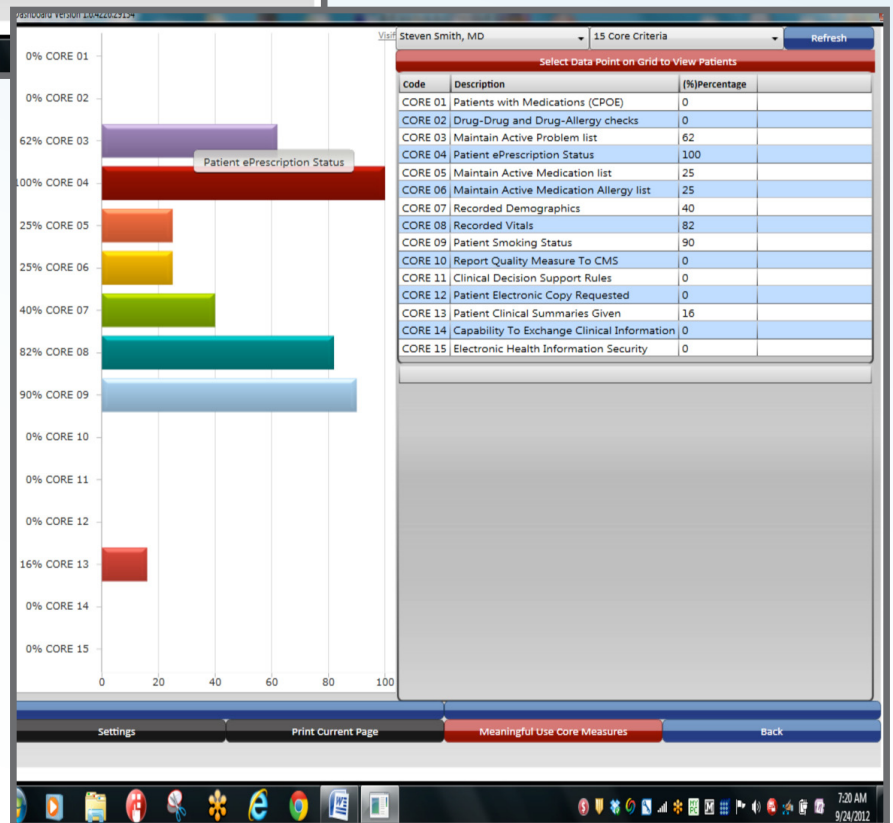 Dashboard Version 1.0.422029154
Visif
Steven Smith, MD
15 Core Criteria
Refresh
Select Data Point on Grid to View Patients
Code Description (%)Percentage
CORE 01 Patients with Medications (CPOE) 0
CORE 02 Drug-Drug and Drug-Allergy checks 0
CORE 03 Maintain Active Problem list 62
CORE 04 Patient ePrescription Status 100
CORE 05 Maintain Active Medication list 25
CORE 06 Maintain Active Medication Allergy list 25
CORE 07 Recorded Demographics 40
CORE 08 Recorded Vitals 82
CORE 09 Patient Smoking Status 90
CORE 10 Report Quality Measure To CMS 0
CORE 11 Clinical Decision Support Rules 0
CORE 12 Patient Electronic Copy Requested 0
CORE 13 Patient Clinical Summaries Given 16
CORE 14 Capability To Exchange Clinical Information 0
CORE 15 Electronic Health Information Security 0
0% CORE 01
0% CORE 02
62% CORE 03
Patient ePrescription Status
100% CORE 04
25% CORE 05
25% CORE 06
40% CORE 07
82% CORE 08
90% CORE 09
0% CORE 10
0% CORE 11
0% CORE 12
16% CORE 13
0% CORE 14
0% CORE 15
0 20 40 60 80 100
Settings
Print Current Page
Meaningful Use Core Measures
Back
7:20 AM
9/24/2012